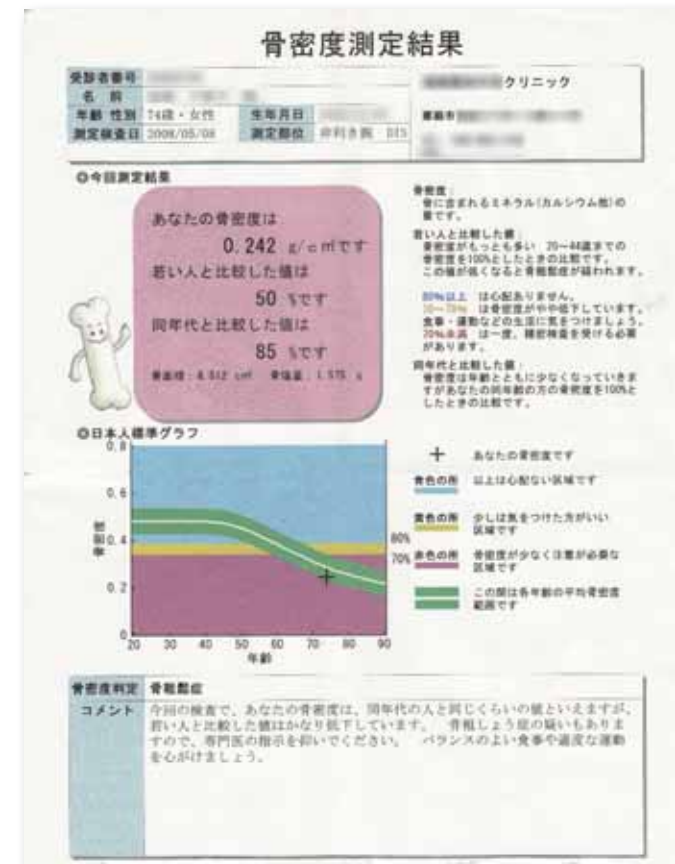 骨密度測定結果
受診者番号
名 前
年齢 性別 74歳・女性 生年月日
測定検査日 2008/05/08 測定部位 非利き腕 DIS
クリニック
◎今回測定結果
あなたの骨密度は
0.242 g/c㎡です
若い人と比較した値は
50 %です
同年代と比較した値は
85 %です
骨密度:
骨に含まれるミネラル(カルシウム他)の
量です。
若い人と比較した値:
骨密度がもっとも多い 20〜44歳までの
骨密度を100%としたときの比較です。
この値が低くなると骨粗鬆症が疑われます。
80%以上 は心配ありません。
70〜79% は骨密度がやや低下しています。
食事・運動などの生活に気をつけましょう。
70%未満 は一度、精密検査を受ける必要
があります。
同年代と比較した値:
骨密度は年齢とともに少なくなっていきま
すがあなたの同年齢の方の骨密度を100%と
したときの比較です。
◎日本人標準グラフ
骨密度
0.8
0.6
0.4
0.2
0
20 30 40 50 60 70 80 90
年齢
80%
70%
＋ あなたの骨密度です
青色の所 以上は心配ない区域です
黄色の所 少しは気をつけた方がいい
区域です
赤色の所 骨密度が少なく注意が必要な
区域です
この間は各年齢の平均骨密度
範囲です
骨密度判定 骨粗鬆症
コメント 今回の検査で、あなたの骨密度は、同年代の人と同じくらいの値といえますが、
若い人と比較した値はかなり低下しています。 骨粗しょう症の疑いもありま
すので、専門医の指示を仰いでください。 バランスのよい食事や適度な運動
を心がけましょう。